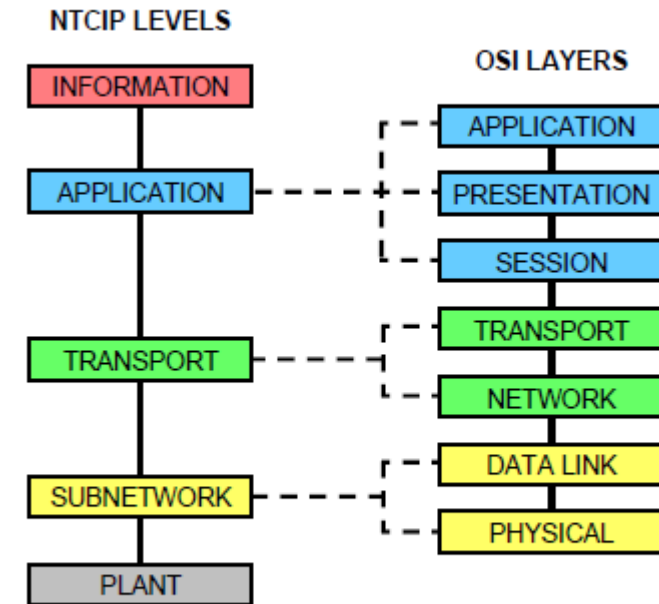 NTCIP LEVELS
INFORMATION
APPLICATION
TRANSPORT
SUBNETWORK
PLANT
OSI LAYERS
APPLICATION
PRESENTATION
SESSION
TRANSPORT
NETWORK
DATA LINK
PHYSICAL